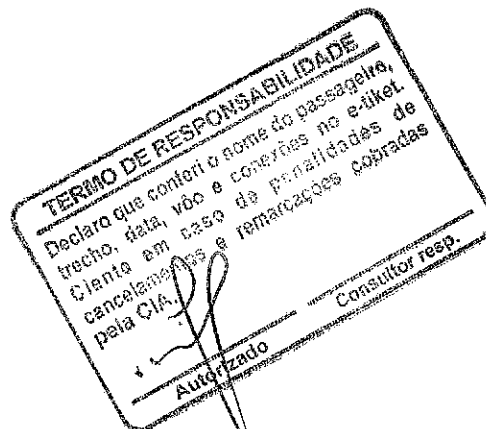 TERMO DE RESPONSABILIDADE
Declaro que conferi o nome do passageiro,
trecho, data, vôo e conexões no e-tiket.
Ciente em caso de penalidades de
cancelamentos e remarcações cobradas
pela CIA.
Autorizado
Consultor resp.